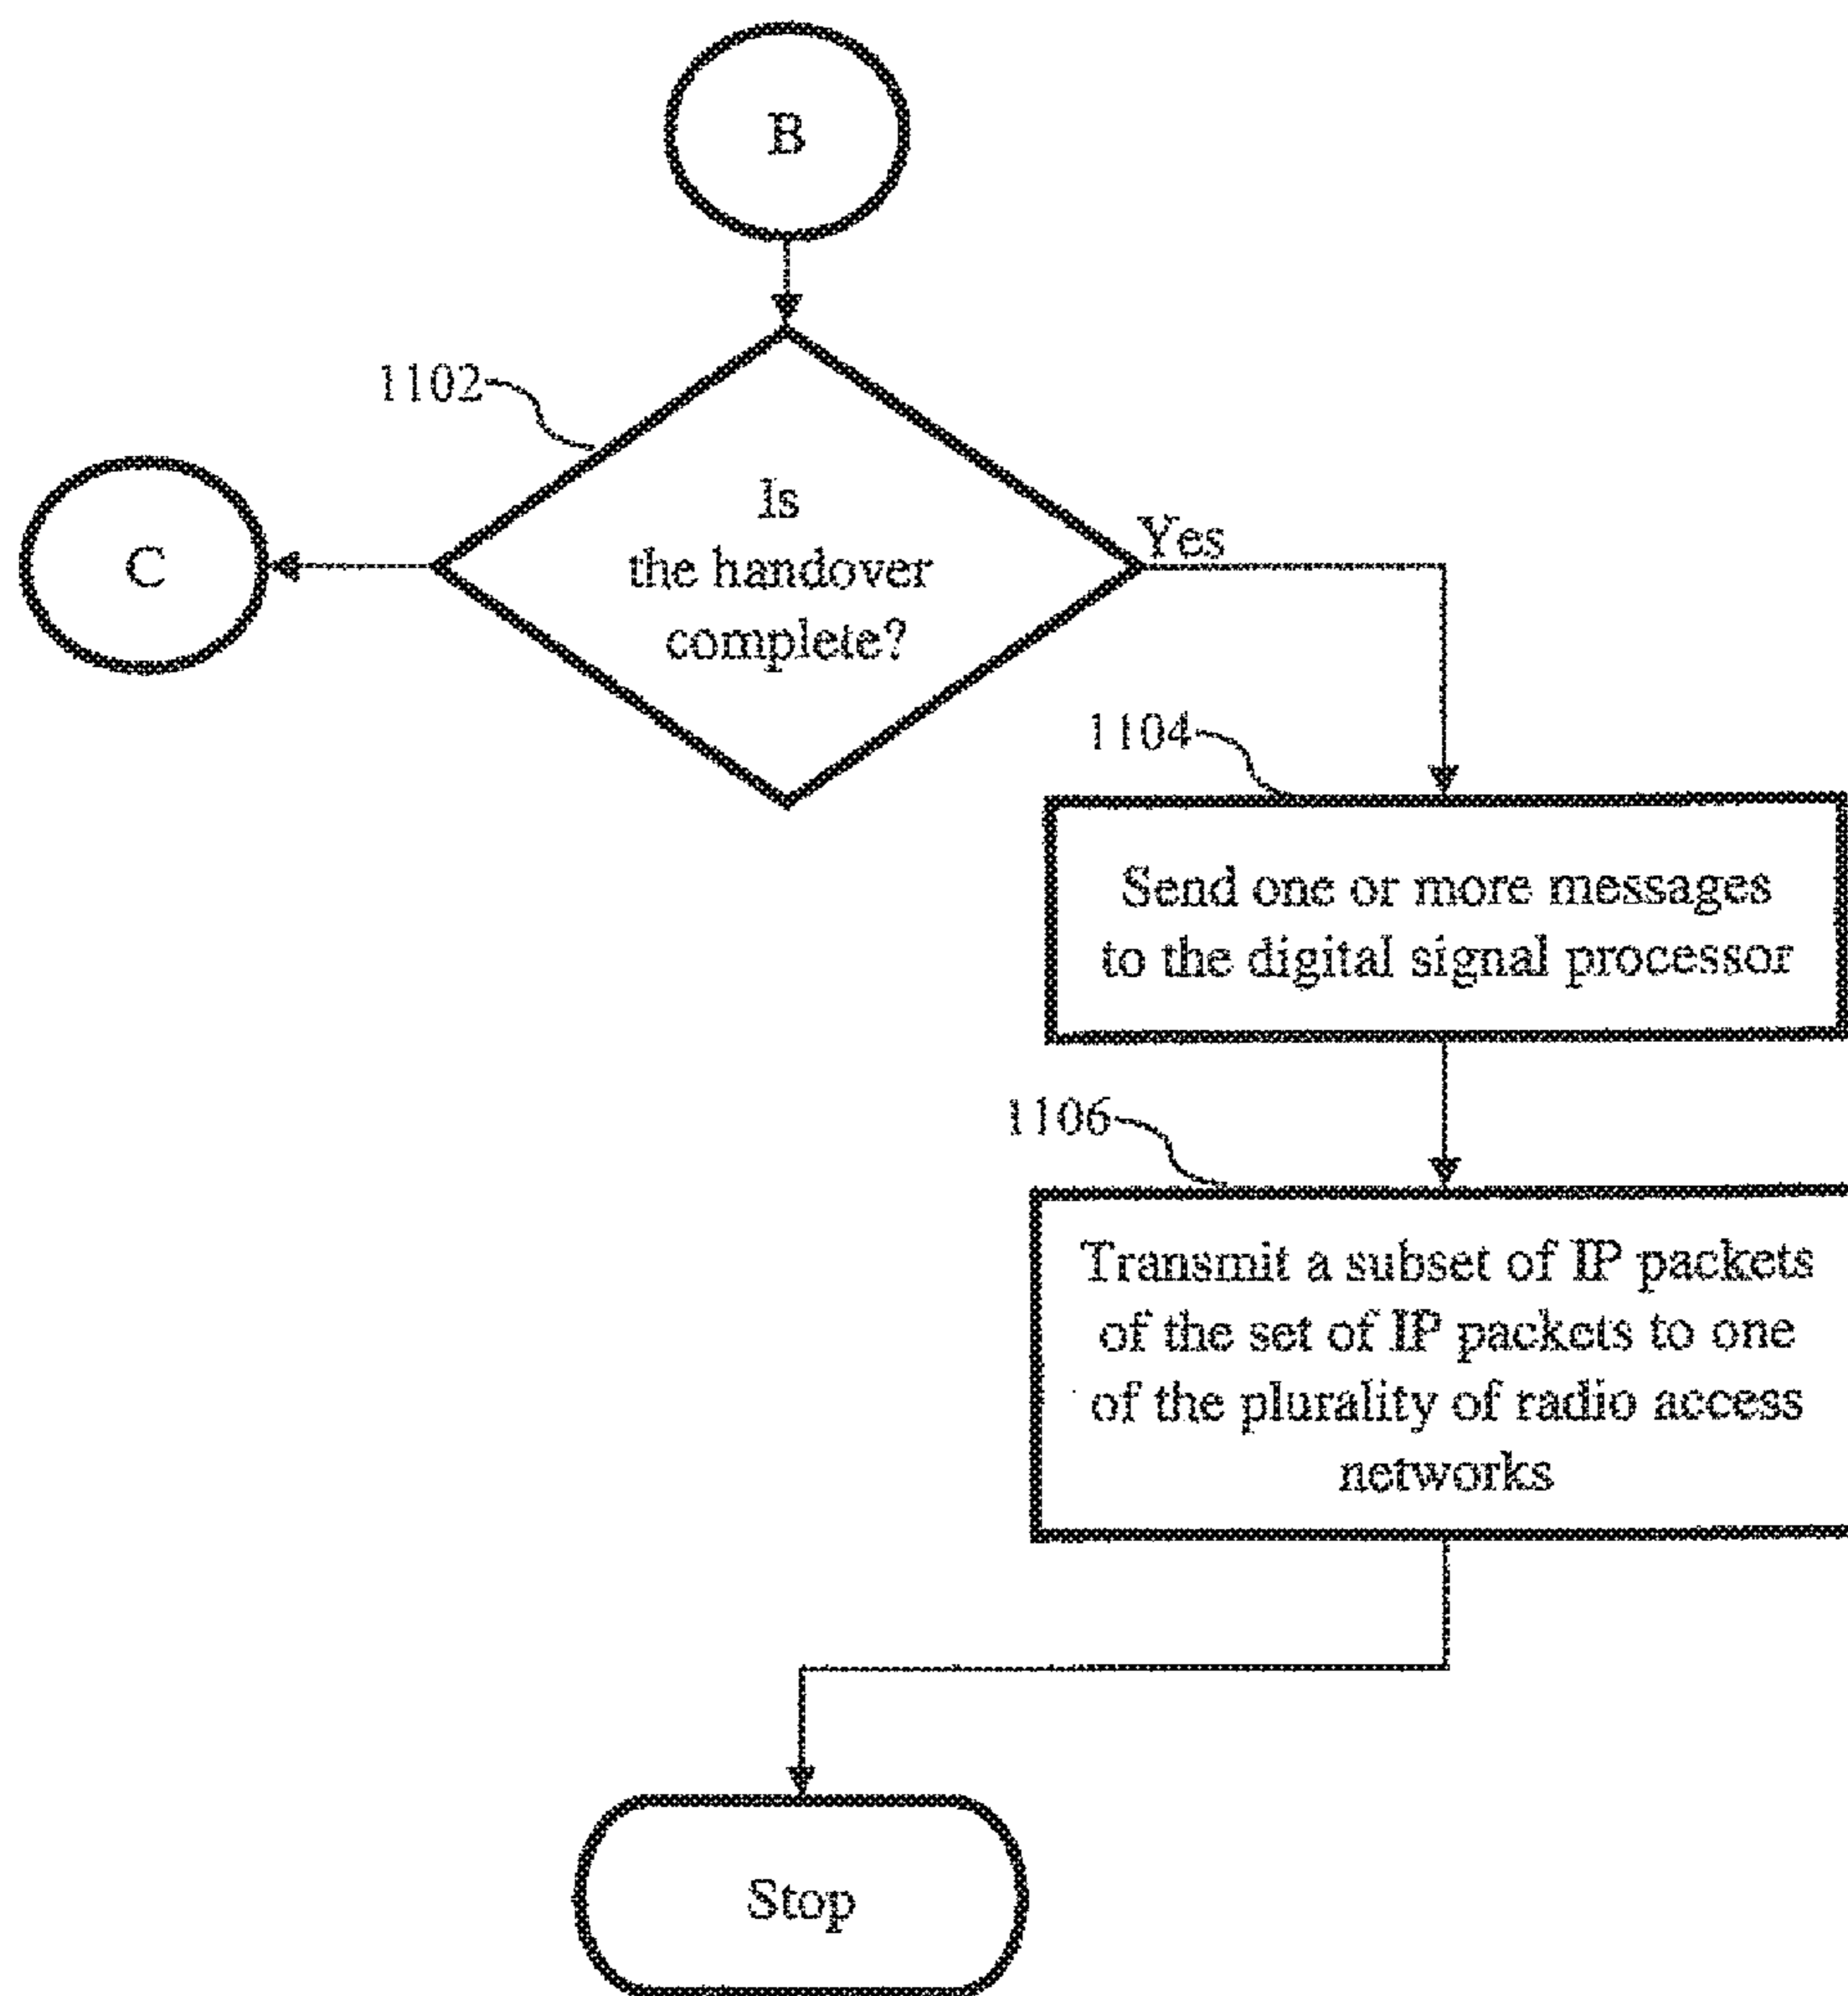 B
1102
Is
the handover
complete?
Yes
C
1104
Send one or more messages
to the digital signal processor
1106
Transmit a subset of IP packets
of the set of IP packets to one
of the plurality of radio access
networks
Stop